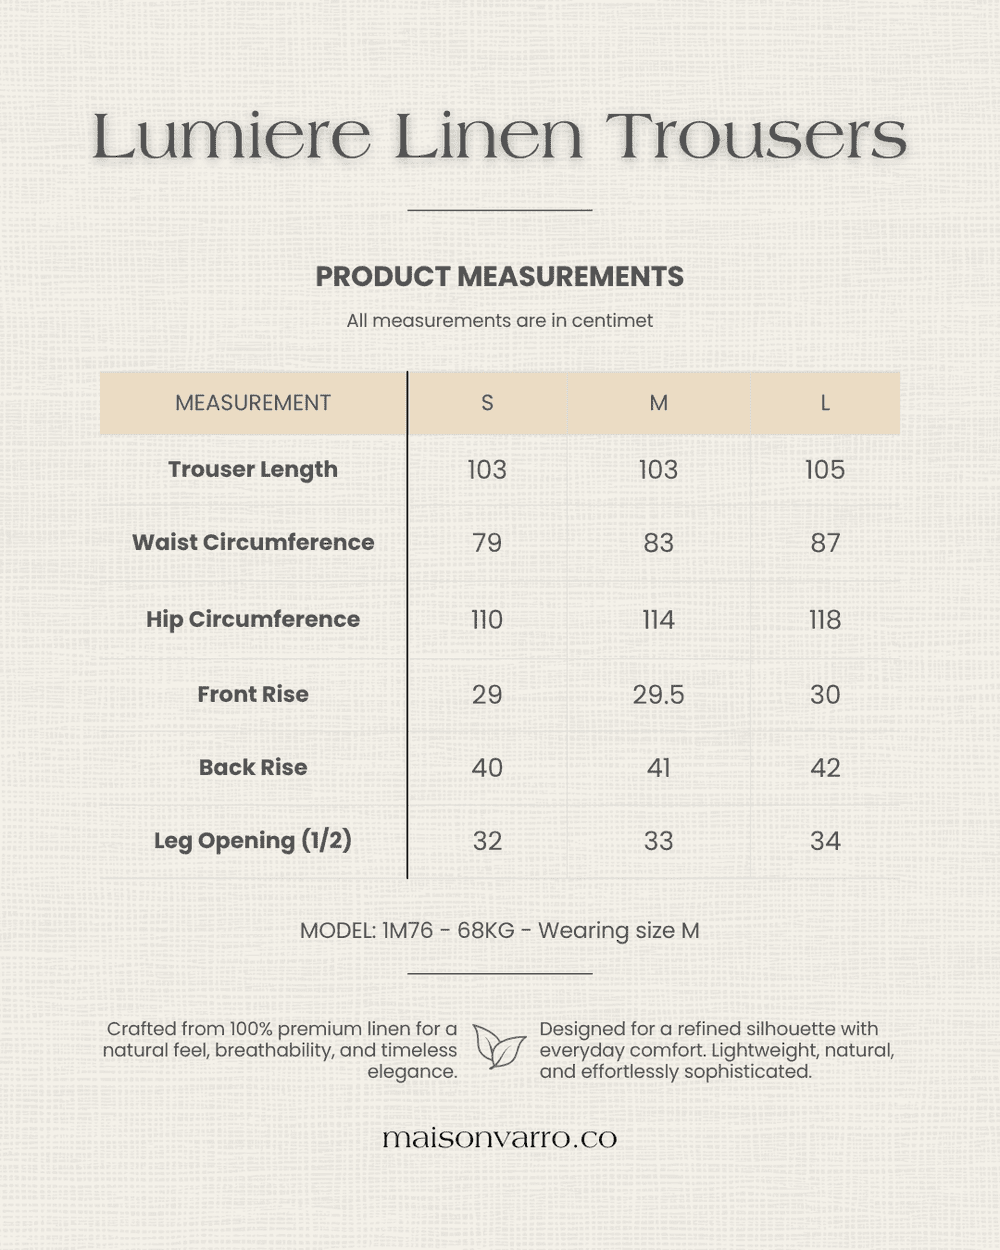 Lumiere Linen Trousers
PRODUCT MEASUREMENTS
All measurements are in centimet
MEASUREMENT S M L
Trouser Length 103 103 105
Waist Circumference 79 83 87
Hip Circumference 110 114 118
Front Rise 29 29.5 30
Back Rise 40 41 42
Leg Opening (1/2) 32 33 34
MODEL: 1M76 - 68KG - Wearing size M
Crafted from 100% premium linen for a
natural feel, breathability, and timeless
elegance.
Designed for a refined silhouette with
everyday comfort. Lightweight, natural,
and effortlessly sophisticated.
maisonvarro.co